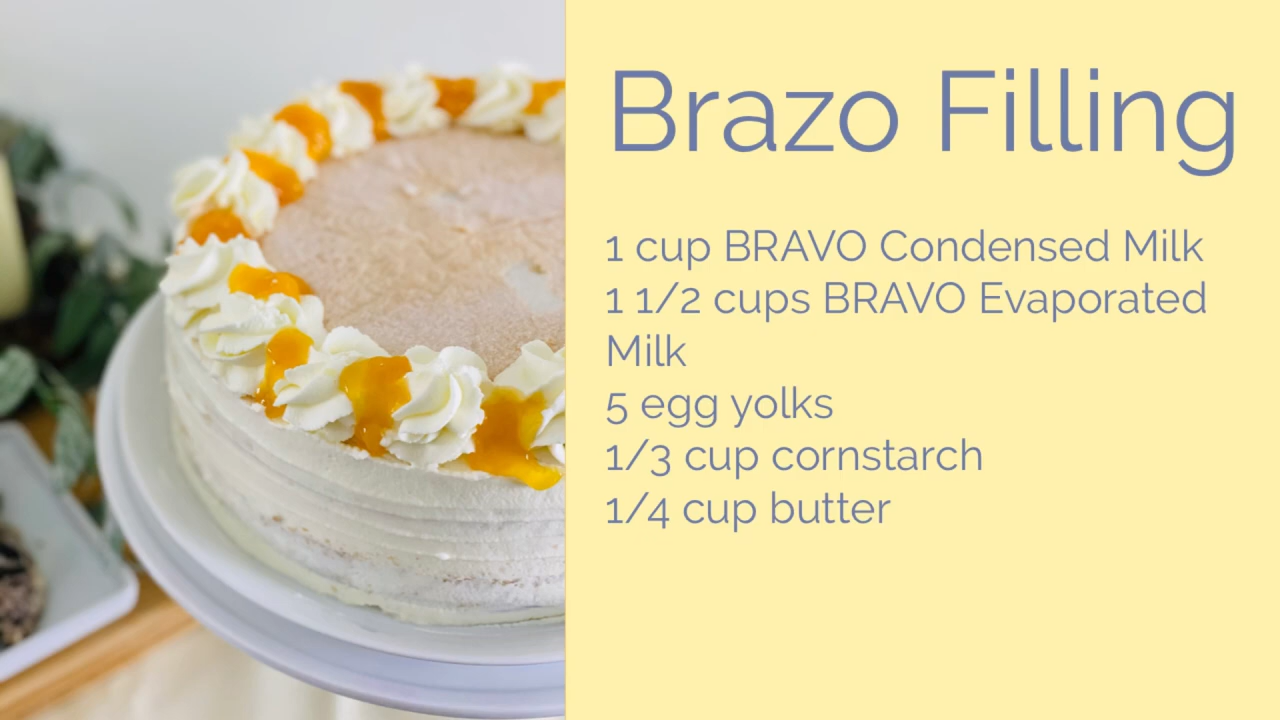 Brazo Filling
1 cup BRAVO Condensed Milk
1 1/2 cups BRAVO Evaporated
Milk
5 egg yolks
1/3 cup cornstarch
1/4 cup butter